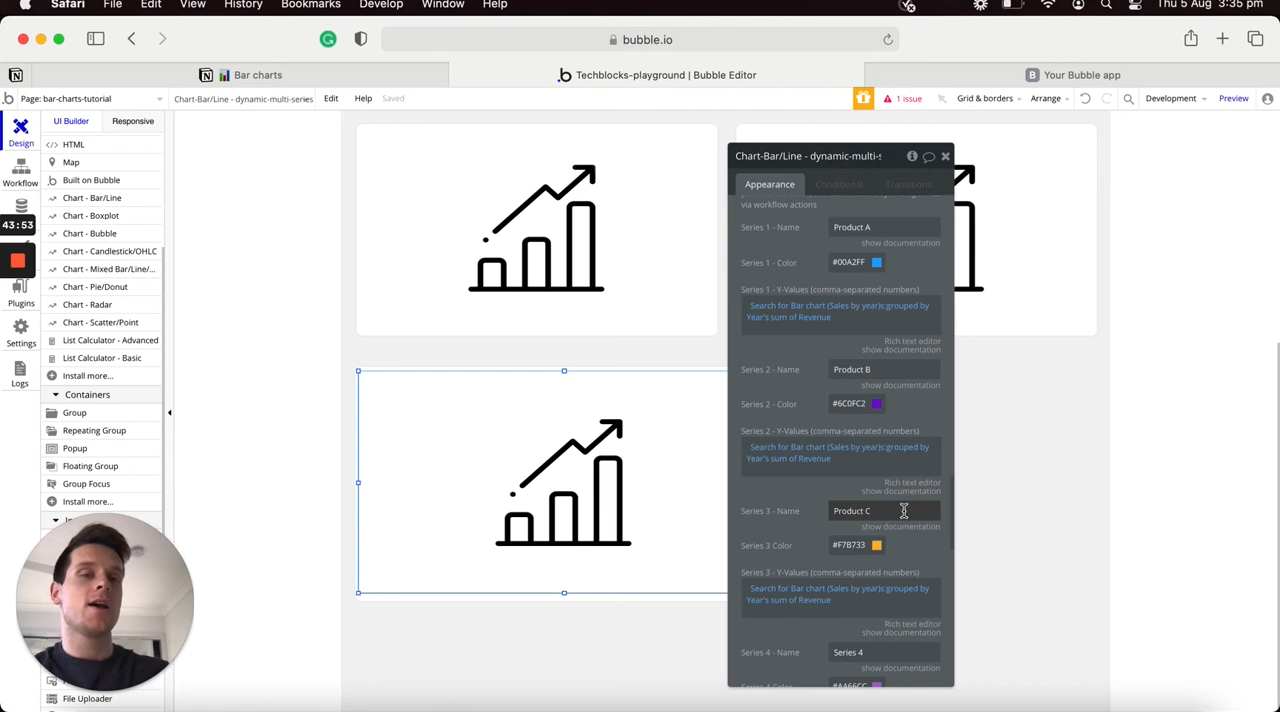 Safari File Edit View History Bookmarks Develop Window Help Thu 5 Aug 3:35 pm
bubble.io
Bar charts
Techblocks-playground | Bubble Editor
Your Bubble app
Page: bar-charts-tutorial
Chart-Bar/Line - dynamic-multi-series
Edit Help Saved
1 issue
Grid & borders
Arrange
Development
Preview
Design
Workflow
43:53
Plugins
Settings
Logs
UI Builder Responsive
HTML
Map
Built on Bubble
Chart - Bar/Line
Chart - Boxplot
Chart - Bubble
Chart - Candlestick/OHLC
Chart - Mixed Bar/Line/...
Chart - Pie/Donut
Chart - Radar
Chart - Scatter/Point
List Calculator - Advanced
List Calculator - Basic
Install more...
Containers
Group
Repeating Group
Popup
Floating Group
Group Focus
Install more...
File Uploader
Chart-Bar/Line - dynamic-multi-s
Appearance Conditional Transitions
via workflow actions
Series 1 - Name Product A
show documentation
Series 1 - Color #00A2FF
Series 1 - Y-Values (comma-separated numbers)
Search for Bar chart (Sales by year)s:grouped by
Year's sum of Revenue
Rich text editor
show documentation
Series 2 - Name Product B
show documentation
Series 2 - Color #6C0FC2
Series 2 - Y-Values (comma-separated numbers)
Search for Bar chart (Sales by year)s:grouped by
Year's sum of Revenue
Rich text editor
show documentation
Series 3 - Name Product C
show documentation
Series 3 Color #F7B733
Series 3 - Y-Values (comma-separated numbers)
Search for Bar chart (Sales by year)s:grouped by
Year's sum of Revenue
Rich text editor
show documentation
Series 4 - Name Series 4
show documentation
Series 4 Color #AA66CC